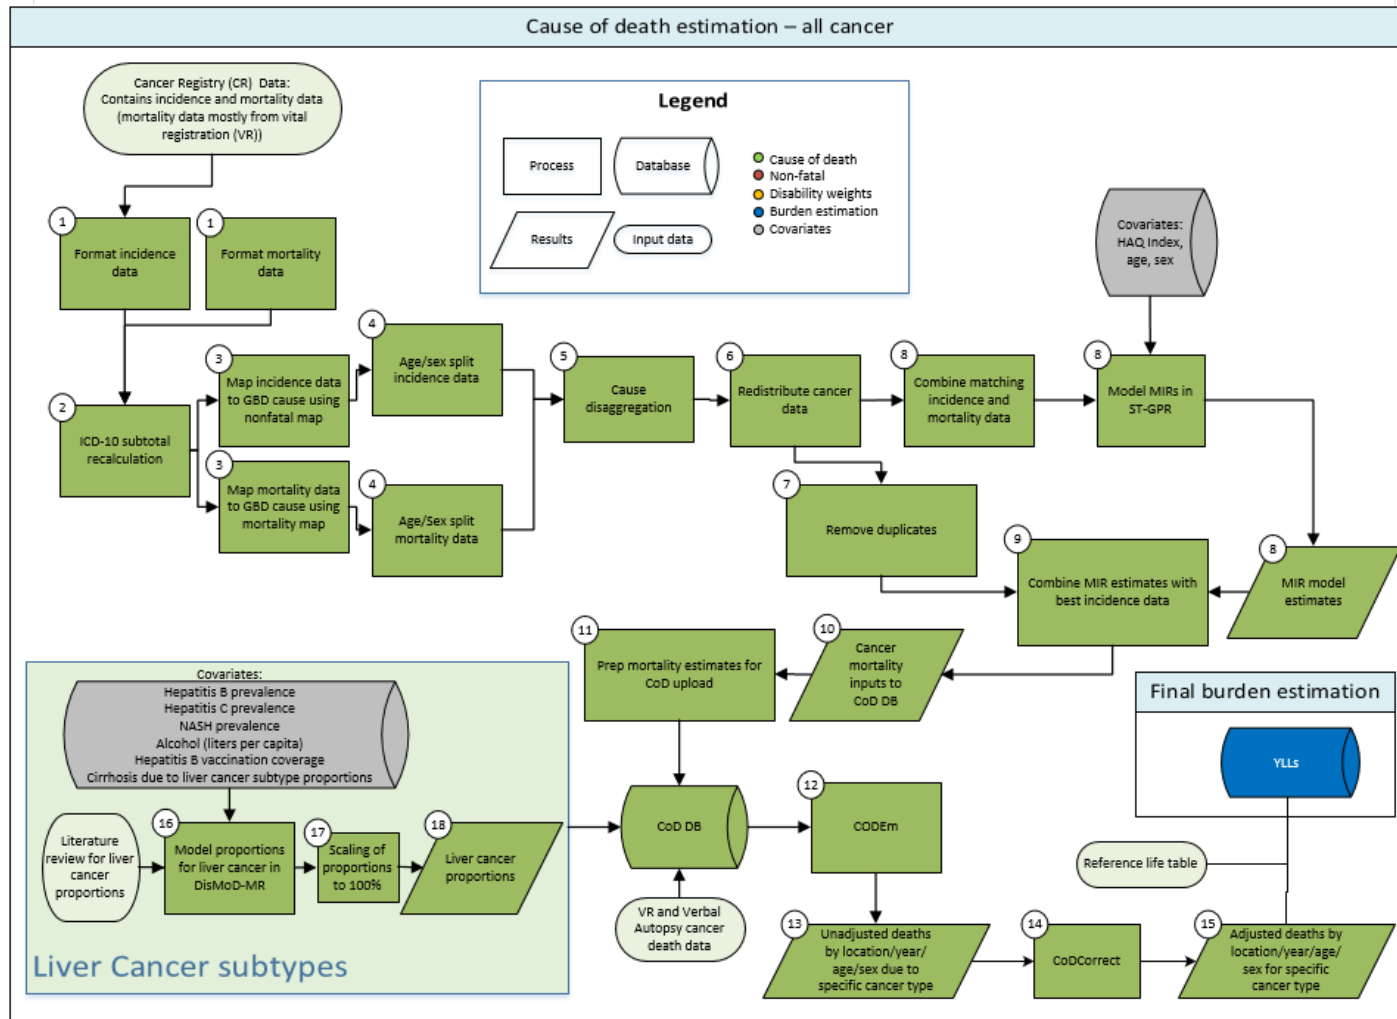 Cause of death estimation – all cancer
Cancer Registry (CR) Data:
Contains incidence and mortality data
(mortality data mostly from vital
registration (VR))
Legend
Process
Database
Results
Input data
Cause of death
Non-fatal
Disability weights
Burden estimation
Covariates
Covariates:
HAQ Index,
age, sex
1
Format incidence
data
1
Format mortality
data
2
ICD-10 subtotal
recalculation
3
Map incidence data
to GBD cause using
nonfatal map
3
Map mortality data
to GBD cause using
mortality map
4
Age/sex split
incidence data
4
Age/Sex split
mortality data
5
Cause
disaggregation
6
Redistribute cancer
data
8
Combine matching
incidence and
mortality data
8
Model MIRs in
ST-GPR
7
Remove duplicates
9
Combine MIR estimates with
best incidence data
8
MIR model
estimates
11
Prep mortality estimates for
CoD upload
10
Cancer
mortality
inputs to
CoD DB
Final burden estimation
YLLs
Covariates:
Hepatitis B prevalence
Hepatitis C prevalence
NASH prevalence
Alcohol (liters per capita)
Hepatitis B vaccination coverage
Cirrhosis due to liver cancer subtype proportions
Literature
review for liver
cancer
proportions
16
Model proportions
for liver cancer in
DisMoD-MR
17
Scaling of
proportions
to 100%
18
Liver cancer
proportions
Liver Cancer subtypes
CoD DB
12
CODEm
VR and Verbal
Autopsy cancer
death data
Reference life table
13
Unadjusted deaths
by location/year/
age/sex due to
specific cancer type
14
CoDCorrect
15
Adjusted deaths by
location/year/age/
sex for specific
cancer type